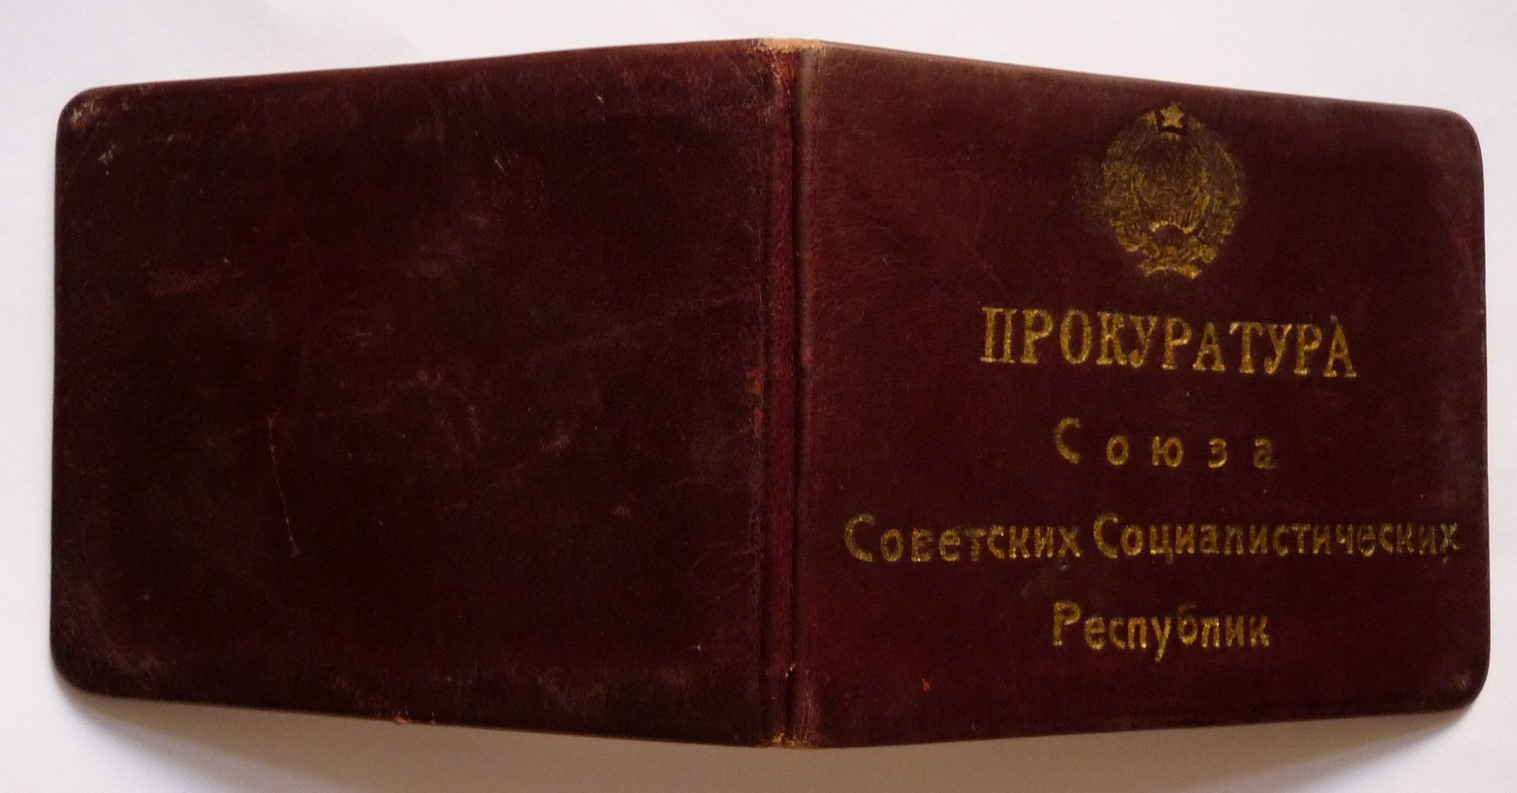 ПРОКУРАТУРА
Союза
Советских Социалистических
Республик